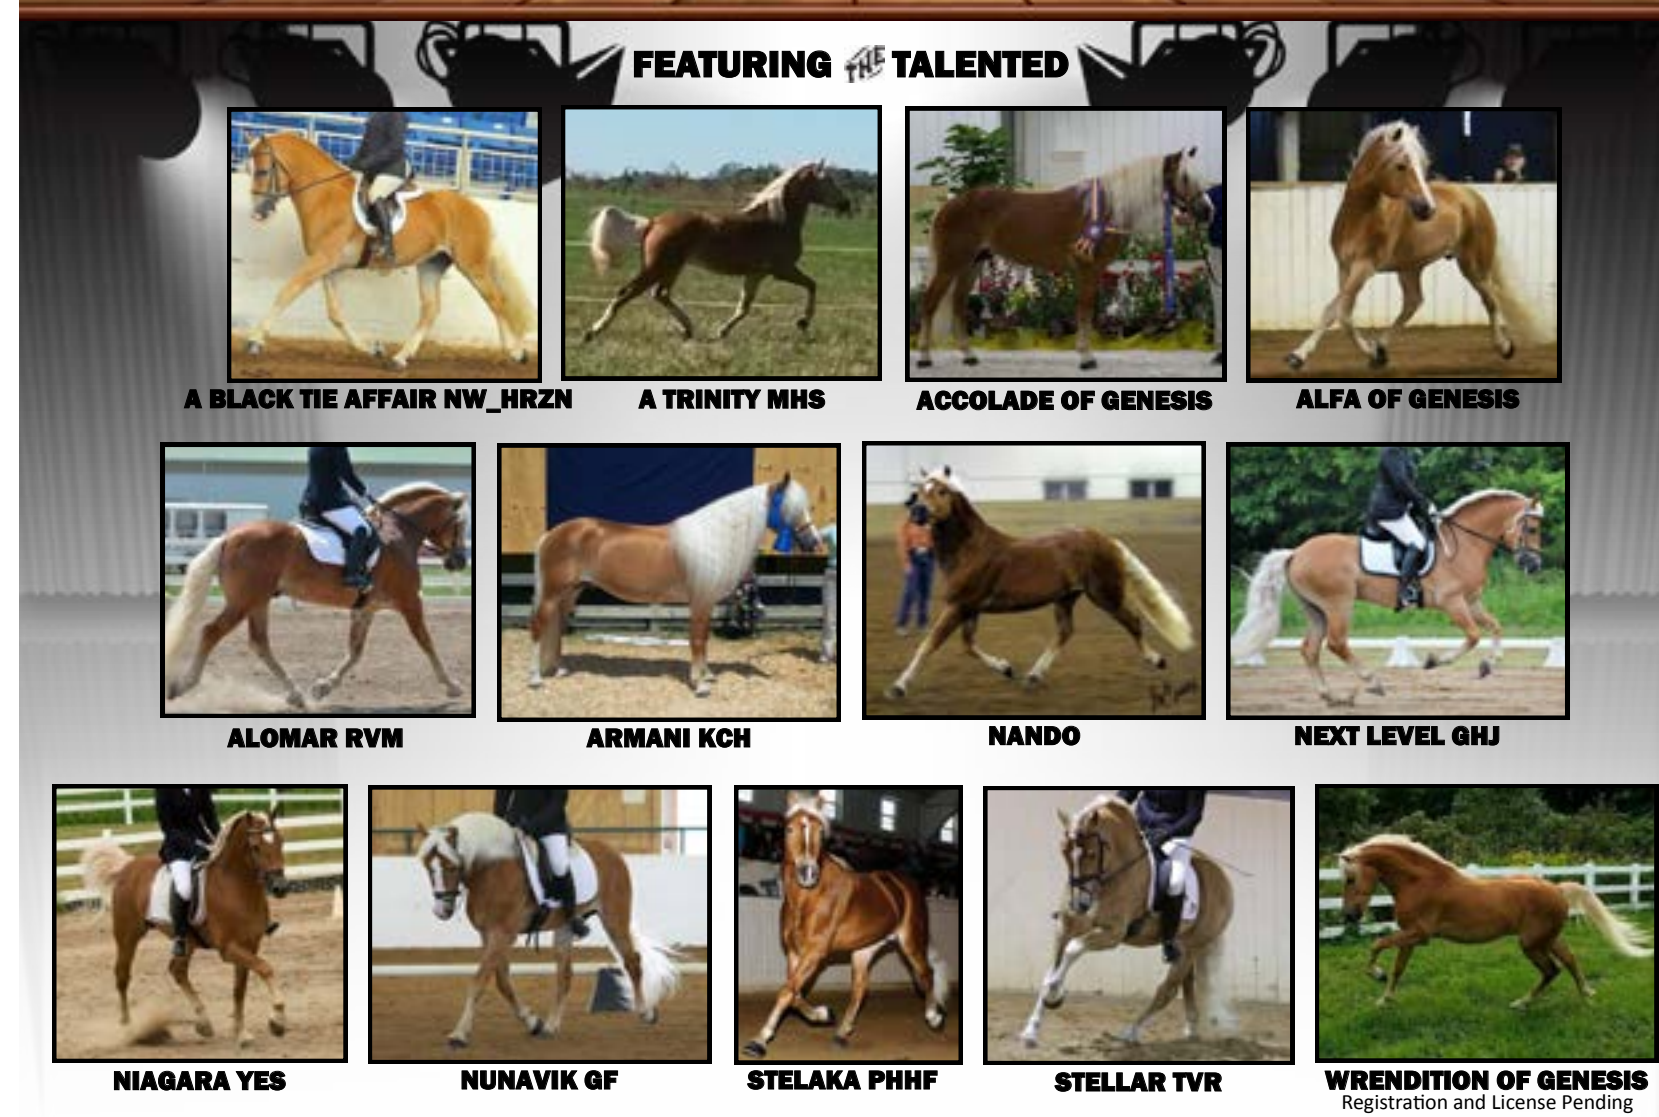 FEATURING THE TALENTED
A BLACK TIE AFFAIR NW_HRZN
A TRINITY MHS
ACCOLADE OF GENESIS
ALFA OF GENESIS
ALOMAR RVM
ARMANI KCH
NANDO
NEXT LEVEL GHJ
NIAGARA YES
NUNAVIK GF
STELAKA PHHF
STELLAR TVR
WRENDITION OF GENESIS
Registration and License Pending